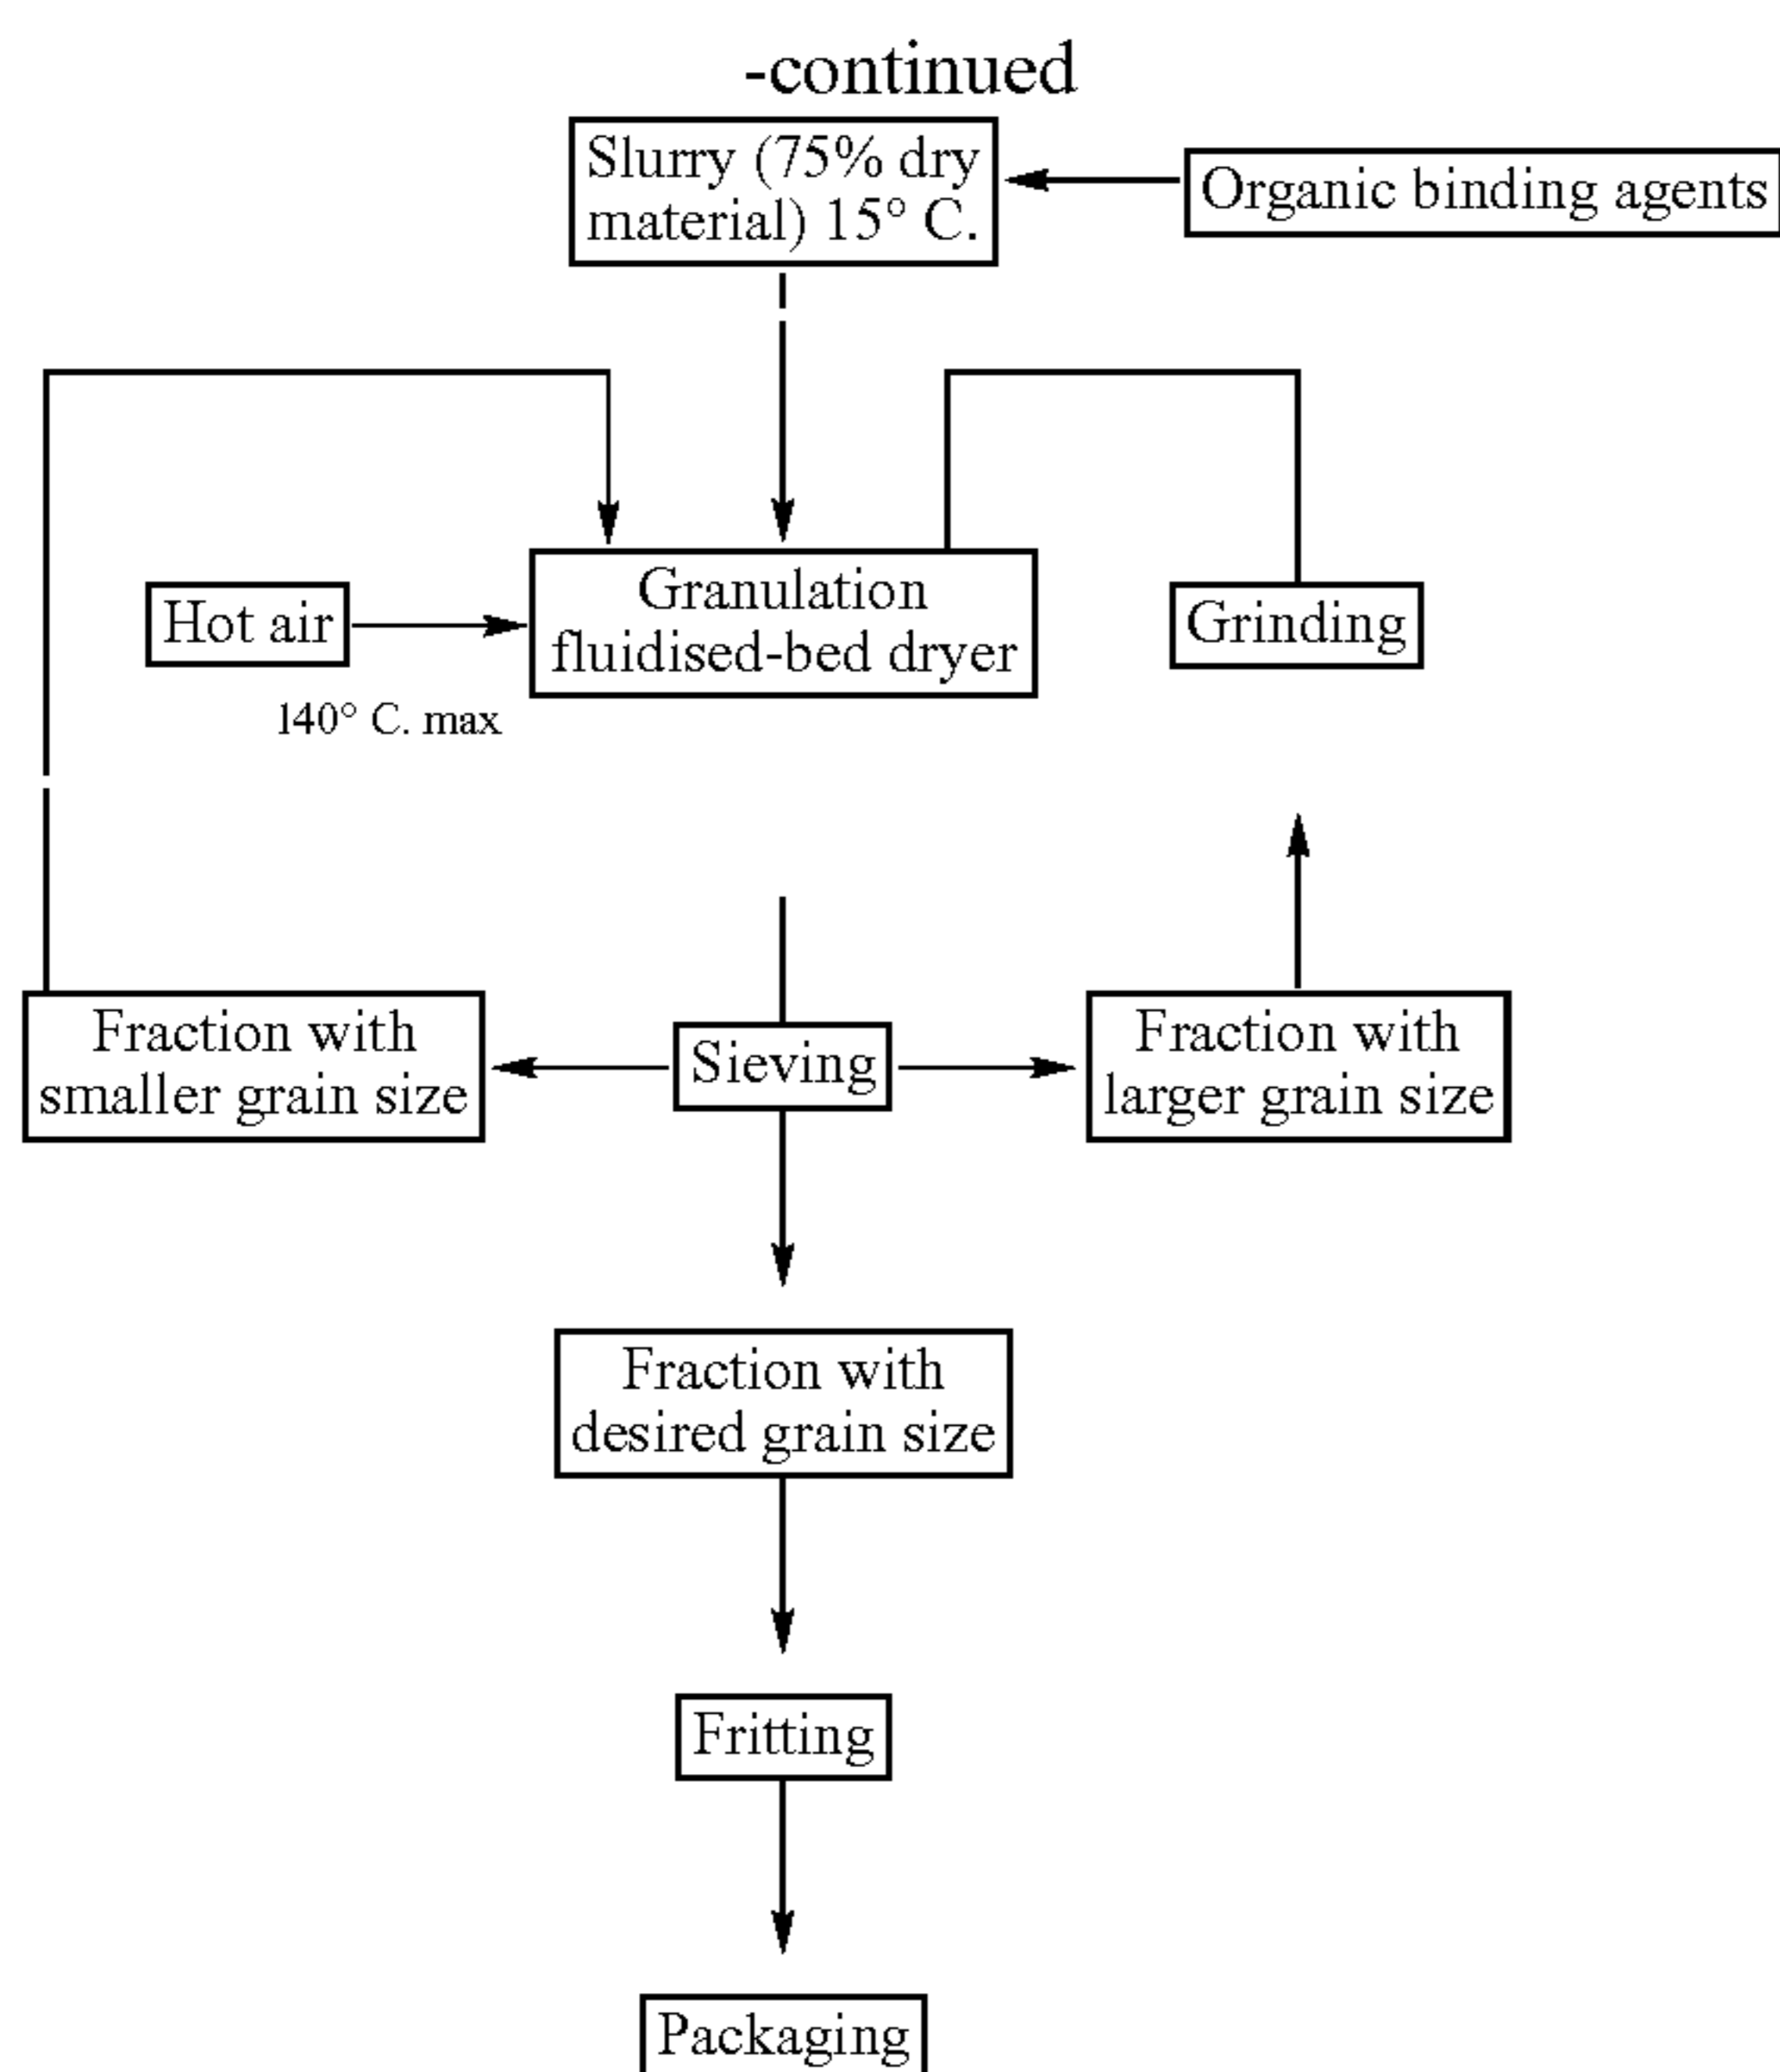 -continued
Slurry (75% dry
material) 15° C.
Organic binding agents
Hot air
140° C. max
Granulation
fluidised-bed dryer
Grinding
Fraction with
smaller grain size
Sieving
Fraction with
larger grain size
Fraction with
desired grain size
Fritting
Packaging